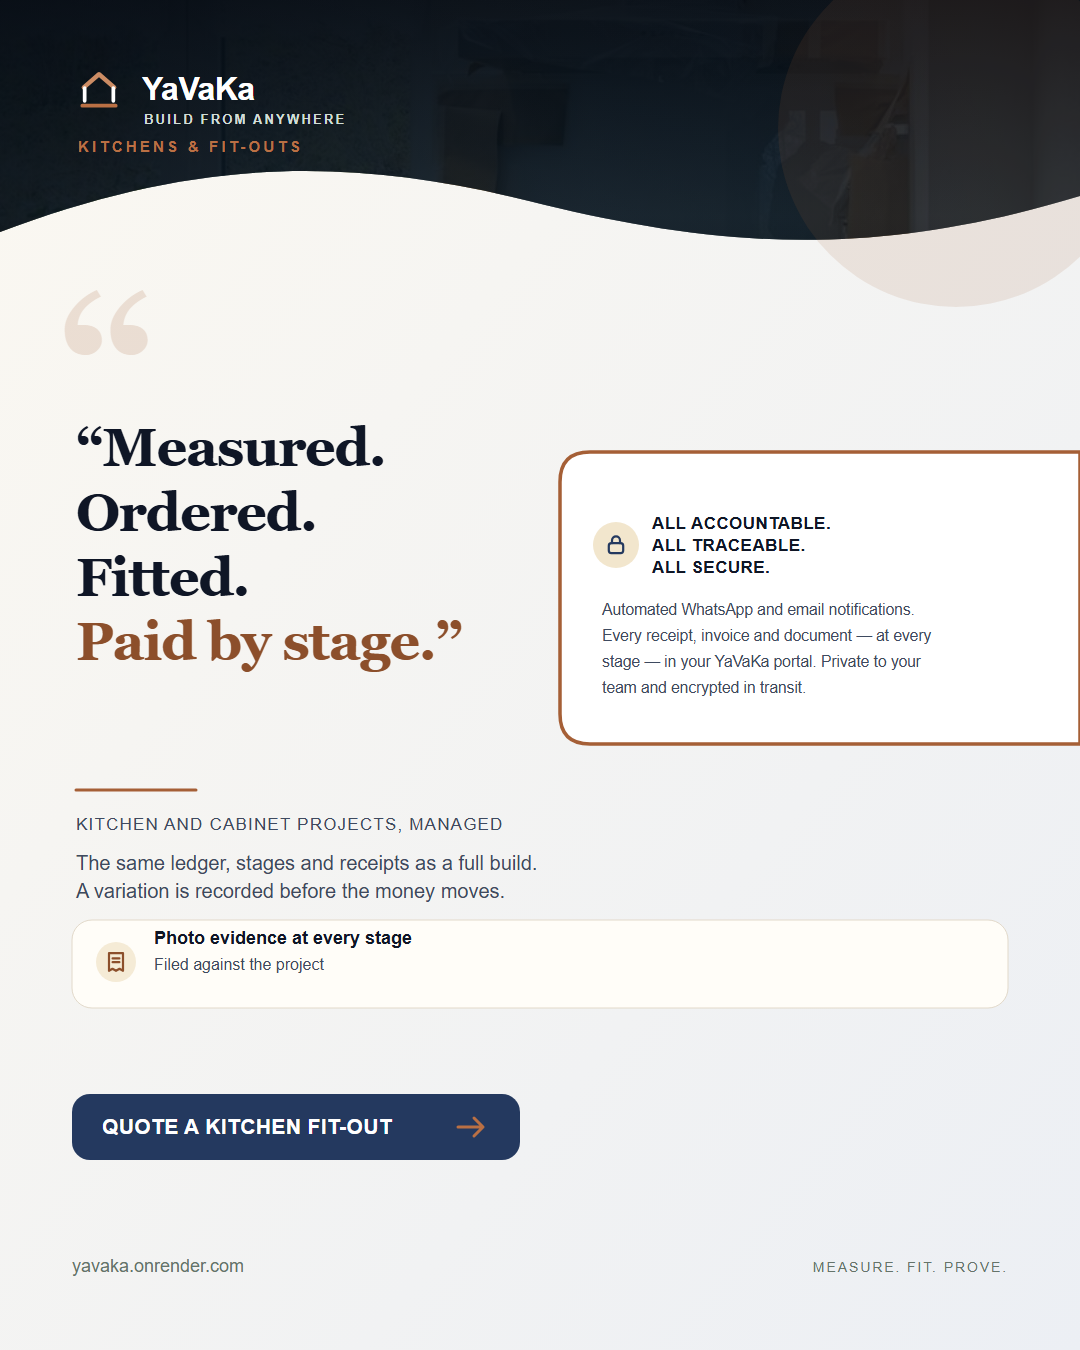 YaVaKa
BUILD FROM ANYWHERE
KITCHENS & FIT-OUTS
“
“Measured.
Ordered.
Fitted.
Paid by stage.”
ALL ACCOUNTABLE.
ALL TRACEABLE.
ALL SECURE.
Automated WhatsApp and email notifications.
Every receipt, invoice and document — at every
stage — in your YaVaKa portal. Private to your
team and encrypted in transit.
KITCHEN AND CABINET PROJECTS, MANAGED
The same ledger, stages and receipts as a full build.
A variation is recorded before the money moves.
Photo evidence at every stage
Filed against the project
QUOTE A KITCHEN FIT-OUT
yavaka.onrender.com
MEASURE. FIT. PROVE.